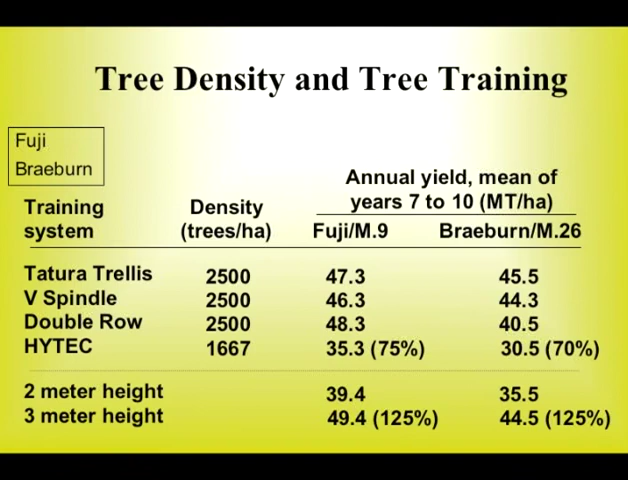 Tree Density and Tree Training
Fuji
Braeburn
Annual yield, mean of
years 7 to 10 (MT/ha)
Training Density
system (trees/ha) Fuji/M.9 Braeburn/M.26
Tatura Trellis 2500 47.3 45.5
V Spindle 2500 46.3 44.3
Double Row 2500 48.3 40.5
HYTEC 1667 35.3 (75%) 30.5 (70%)
2 meter height 39.4 35.5
3 meter height 49.4 (125%) 44.5 (125%)